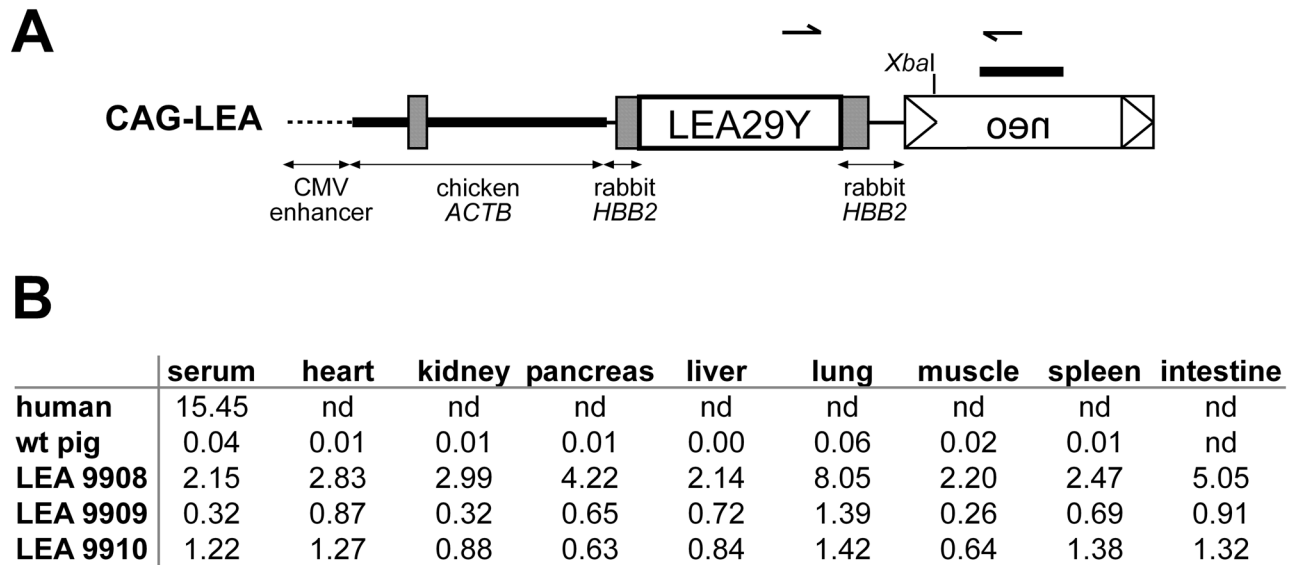 A
XbaI
CAG-LEA
LEA29Y
neo
CMV enhancer
chicken ACTB
rabbit HBB2
rabbit HBB2
B
serum heart kidney pancreas liver lung muscle spleen intestine
human 15.45 nd nd nd nd nd nd nd nd
wt pig 0.04 0.01 0.01 0.01 0.00 0.06 0.02 0.01 nd
LEA 9908 2.15 2.83 2.99 4.22 2.14 8.05 2.20 2.47 5.05
LEA 9909 0.32 0.87 0.32 0.65 0.72 1.39 0.26 0.69 0.91
LEA 9910 1.22 1.27 0.88 0.63 0.84 1.42 0.64 1.38 1.32